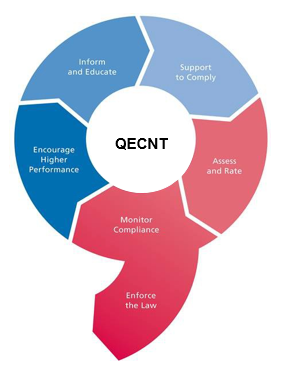 Inform
and Educate
Support
to Comply
Encourage
Higher
Performance
QECNT
Assess
and Rate
Monitor
Compliance
Enforce
the Law